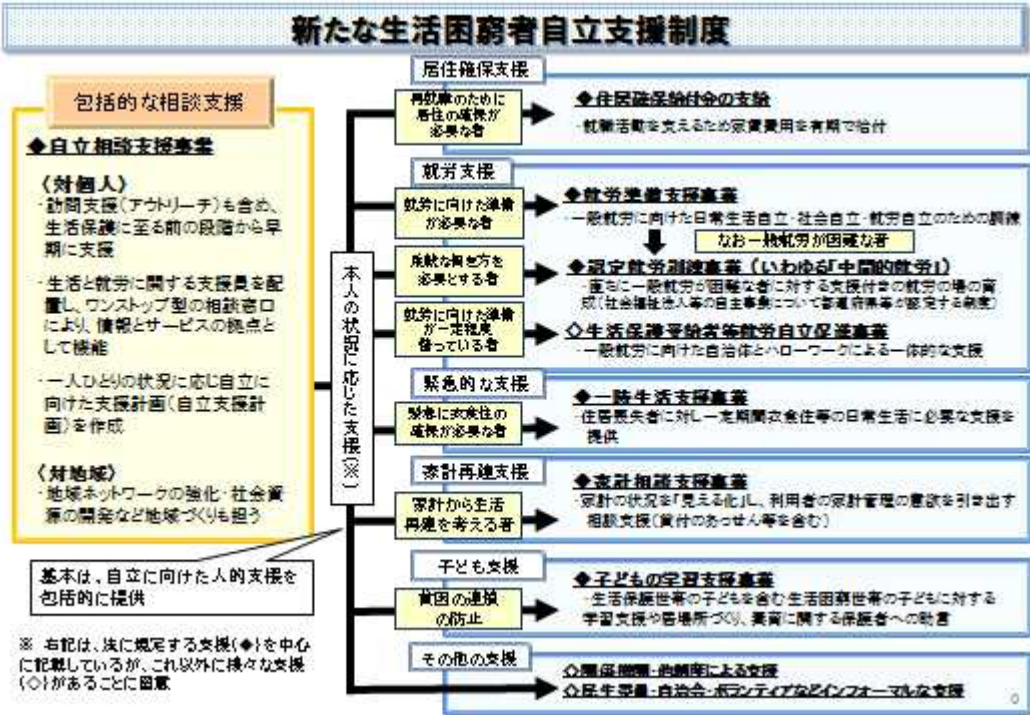 新たな生活困窮者自立支援制度
包括的な相談支援
◆自立相談支援事業
〈対個人〉
・訪問支援(アウトリーチ)も含め、
生活保護に至る前の段階から早
期に支援
・生活と就労に関する支援員を配
置し、ワンストップ型の相談窓口
により、情報とサービスの拠点と
して機能
・一人ひとりの状況に応じ自立に
向けた支援計画(自立支援計
画)を作成
〈対地域〉
・地域ネットワークの強化・社会資
源の開発など地域づくりも担う
基本は、自立に向けた人的支援を
包括的に提供
※ 右記は、法に規定する支援(◆)を中心
に記載しているが、これ以外に様々な支援
(◇)があることに留意
本人の状況に応じた支援(※)
居住確保支援
再就職のために
居住の確保が
必要な者
◆住居確保給付金の支給
・就職活動を支えるため家賃費用を有期で給付
就労支援
就労に向けた準備
が必要な者
◆就労準備支援事業
・一般就労に向けた日常生活自立・社会自立・就労自立のための訓練
なお一般就労が困難な者
柔軟な働き方を
必要とする者
◆認定就労訓練事業(いわゆる「中間的就労」)
・直ちに一般就労が困難な者に対する支援付きの就労の場の育
成(社会福祉法人等の自主事業について都道府県等が認定する制度)
就労に向けた準備
が一定程度
整っている者
◇生活保護受給者等就労自立促進事業
・一般就労に向けた自治体とハローワークによる一体的な支援
緊急的な支援
緊急に衣食住の
確保が必要な者
◆一時生活支援事業
・住居喪失者に対し一定期間衣食住等の日常生活に必要な支援を
提供
家計再建支援
家計から生活
再建を考える者
◆家計相談支援事業
・家計の状況を「見える化」し、利用者の家計管理の意欲を引き出す
相談支援(貸付のあっせん等を含む)
子ども支援
貧困の連鎖
の防止
◆子どもの学習支援事業
・生活保護世帯の子どもを含む生活困窮世帯の子どもに対する
学習支援や居場所づくり、養育に関する保護者への助言
その他の支援
◇関係機関・他制度による支援
◇民生委員・自治会・ボランティアなどインフォーマルな支援
0